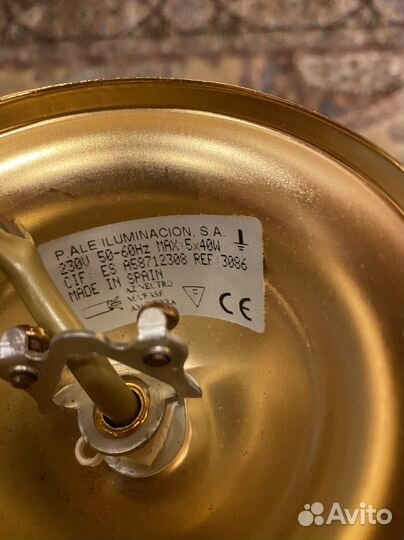 P.ALE ILUMINACION, S.A.
230V 50-60Hz MAX: 5x40W
CIF: ES A58712308 REF: 3086
MADE IN SPAIN
CE
F
Avito